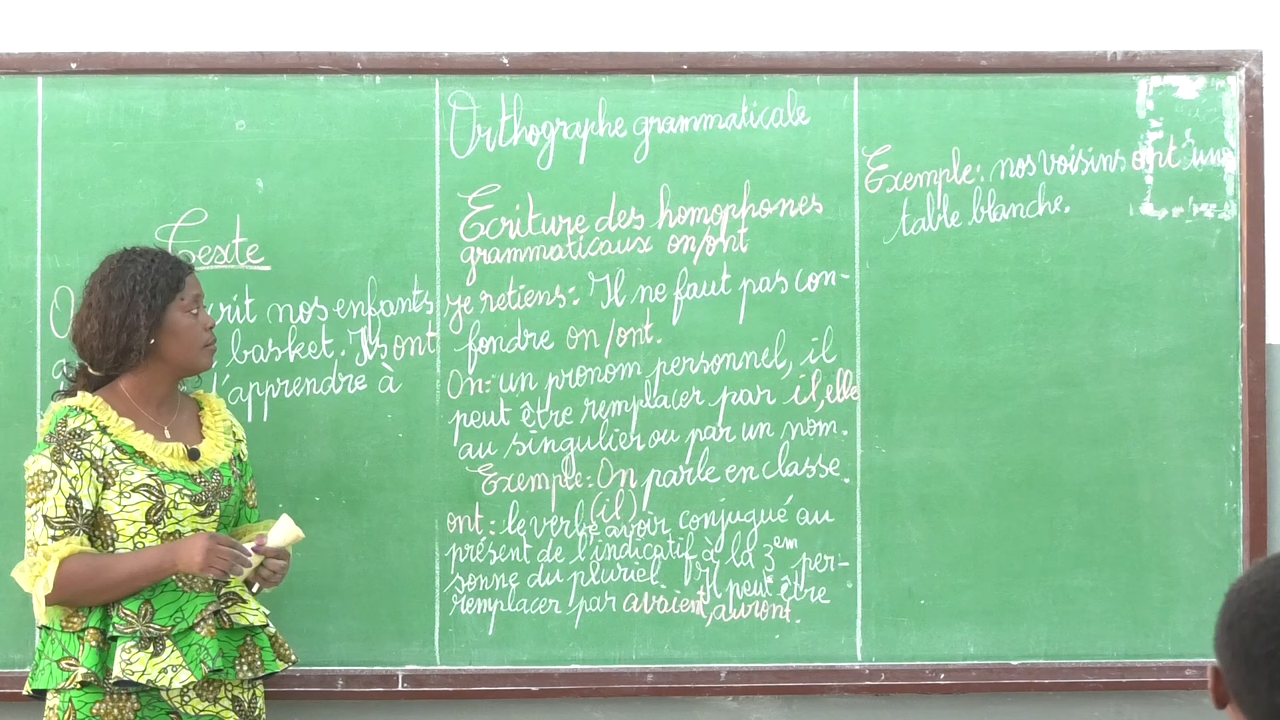 Texte
O
crit nos enfants
basket. Ils ont
l'apprendre à
Orthographe grammaticale
Ecriture des homophones
grammaticaux on/ont
je retiens: Il ne faut pas con-
fondre on/ont.
On: un pronom personnel, il
peut être remplacer par il, elle
au singulier ou par un nom.
Exemple: On parle en classe.
(il)
ont: le verbe avoir conjugué au
présent de l'indicatif à la 3em per-
sonne du pluriel. Il peut être
remplacer par avaient, auront.
Exemple: nos voisins ont une
table blanche.